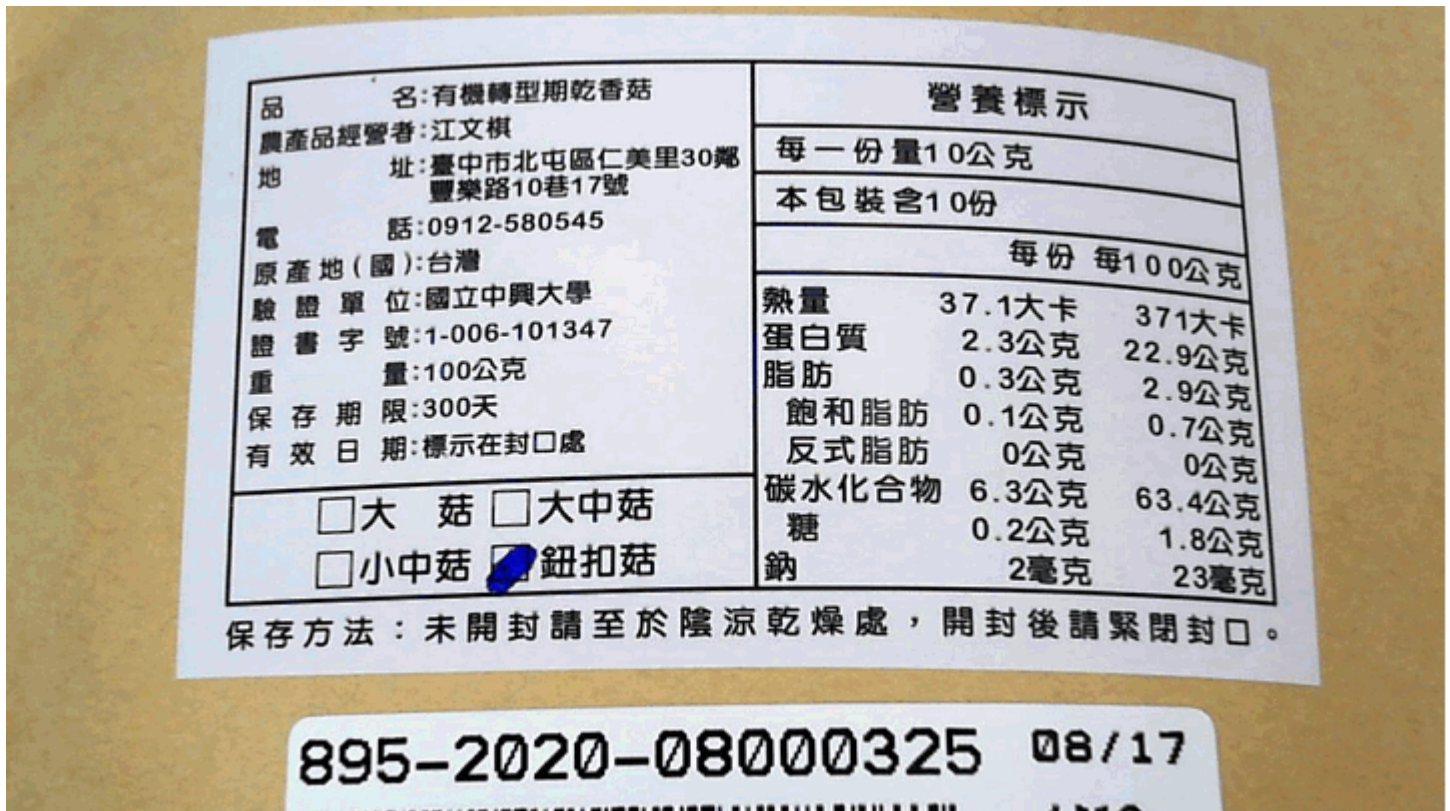 品名:有機轉型期乾香菇
農產品經營者:江文棋
地址:臺中市北屯區仁美里30鄰
豐樂路10巷17號
電話:0912-580545
原產地(國):台灣
驗證單位:國立中興大學
證書字號:1-006-101347
重量:100公克
保存期限:300天
有效日期:標示在封口處
□大菇 □大中菇
□小中菇 □鈕扣菇
營養標示
每一份量10公克
本包裝含10份
每份 每100公克
熱量 37.1大卡 371大卡
蛋白質 2.3公克 22.9公克
脂肪 0.3公克 2.9公克
飽和脂肪 0.1公克 0.7公克
反式脂肪 0公克 0公克
碳水化合物 6.3公克 63.4公克
糖 0.2公克 1.8公克
鈉 2毫克 23毫克
保存方法：未開封請至於陰涼乾燥處，開封後請緊閉封口。
895-2020-08000325 08/17